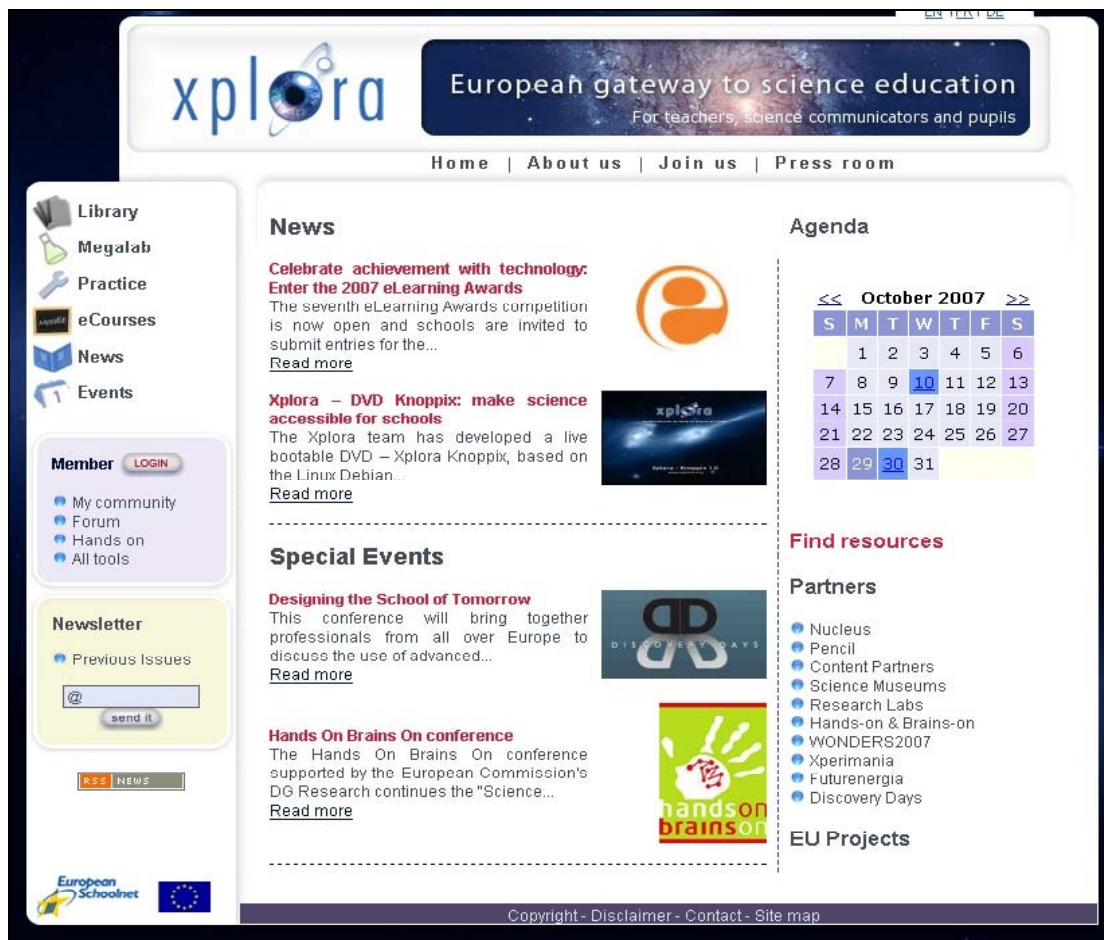 EN | FR | DE
xplora
European gateway to science education
For teachers, science communicators and pupils
Home | About us | Join us | Press room
Library
Megalab
Practice
eCourses
News
Events
Member LOGIN
My community
Forum
Hands on
All tools
Newsletter
Previous Issues
@
send it
RSS NEWS
European
Schoolnet
News
Celebrate achievement with technology:
Enter the 2007 eLearning Awards
The seventh eLearning Awards competition
is now open and schools are invited to
submit entries for the...
Read more
Xplora – DVD Knoppix: make science
accessible for schools
The Xplora team has developed a live
bootable DVD – Xplora Knoppix, based on
the Linux Debian...
Read more
xplora
Special Events
Designing the School of Tomorrow
This conference will bring together
professionals from all over Europe to
discuss the use of advanced...
Read more
DISCOVERY DAYS
Hands On Brains On conference
The Hands On Brains On conference
supported by the European Commission's
DG Research continues the "Science...
Read more
hands on
brains on
Agenda
<< October 2007 >>
S M T W T F S
1 2 3 4 5 6
7 8 9 10 11 12 13
14 15 16 17 18 19 20
21 22 23 24 25 26 27
28 29 30 31
Find resources
Partners
Nucleus
Pencil
Content Partners
Science Museums
Research Labs
Hands-on & Brains-on
WONDERS2007
Xperimania
Futurenergia
Discovery Days
EU Projects
Copyright - Disclaimer - Contact - Site map